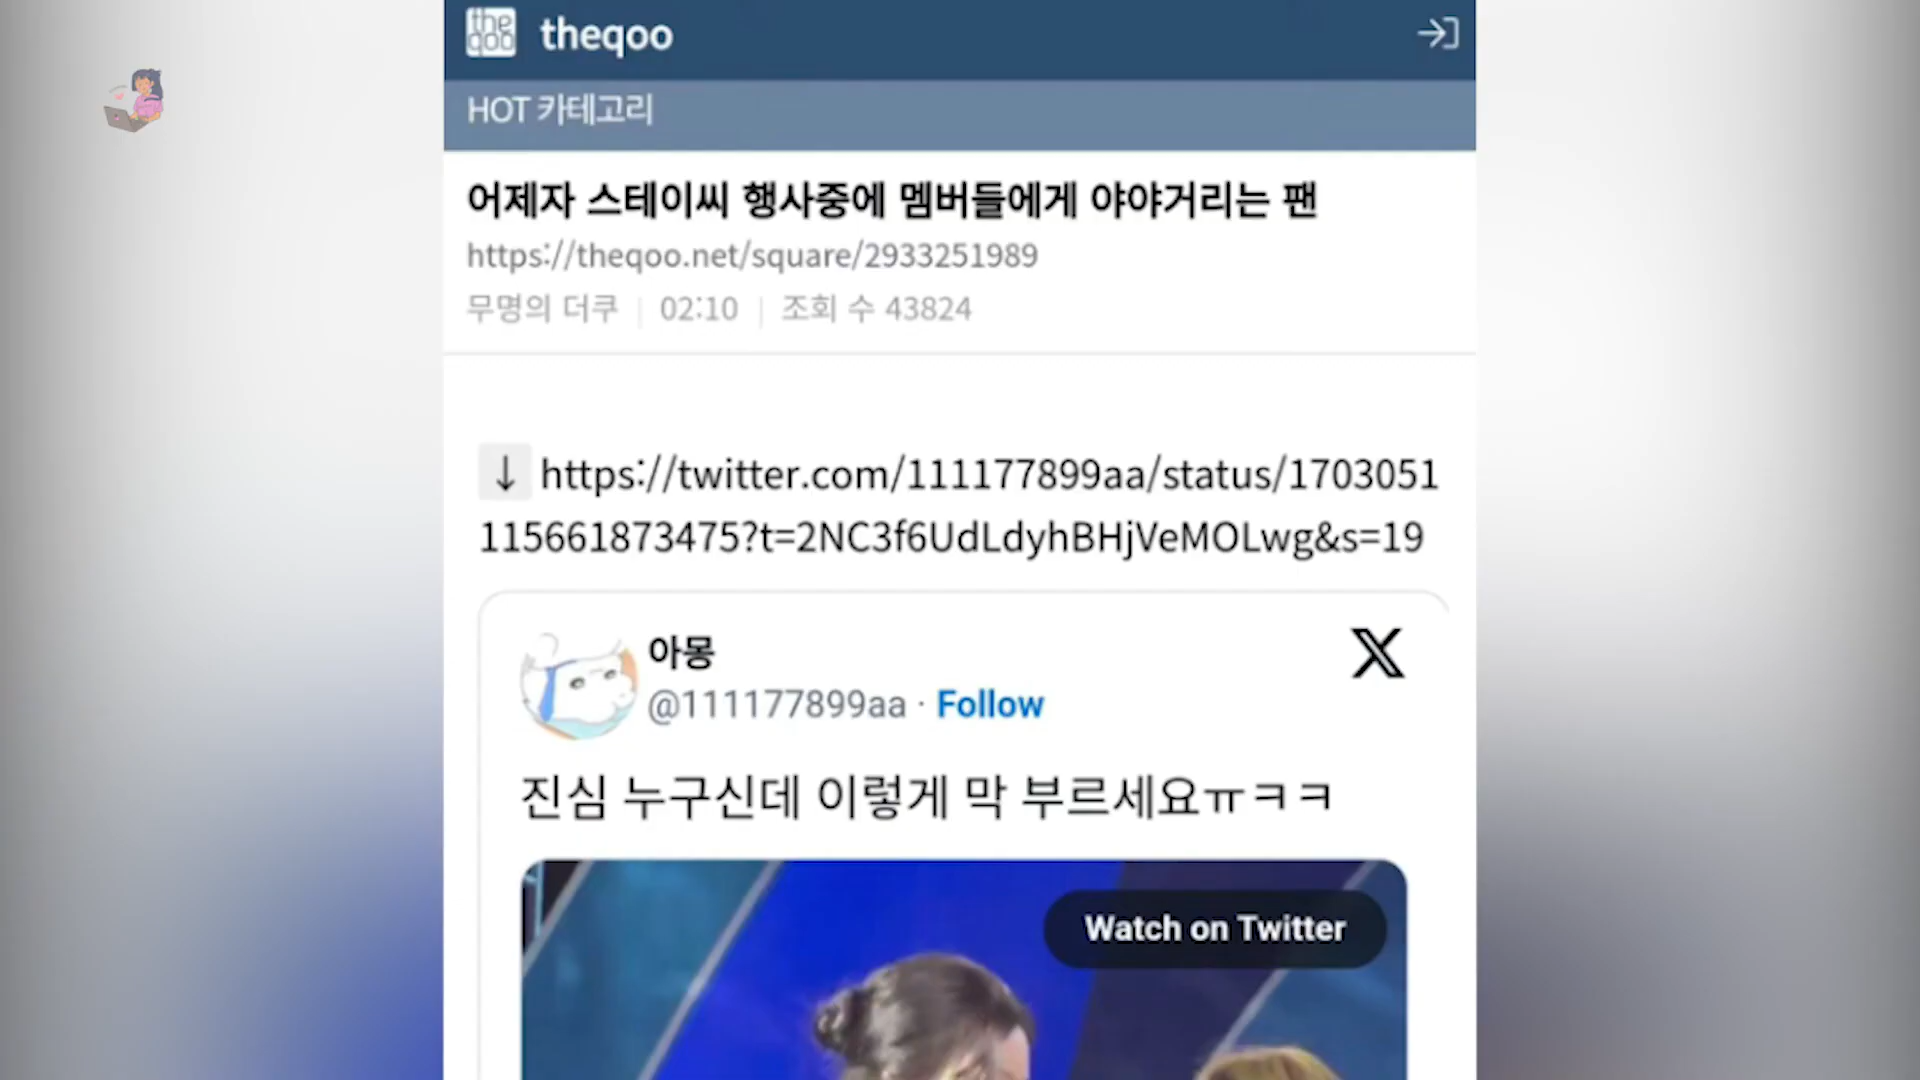 the qoo theqoo
HOT 카테고리
어제자 스테이씨 행사중에 멤버들에게 야야거리는 팬
https://theqoo.net/square/2933251989
무명의 더쿠 | 02:10 | 조회 수 43824
↓ https://twitter.com/111177899aa/status/1703051
115661873475?t=2NC3f6UdLdyhBHjVeMOLwg&s=19
아몽
@111177899aa · Follow
진심 누구신데 이렇게 막 부르세요ㅠㅋㅋ
Watch on Twitter